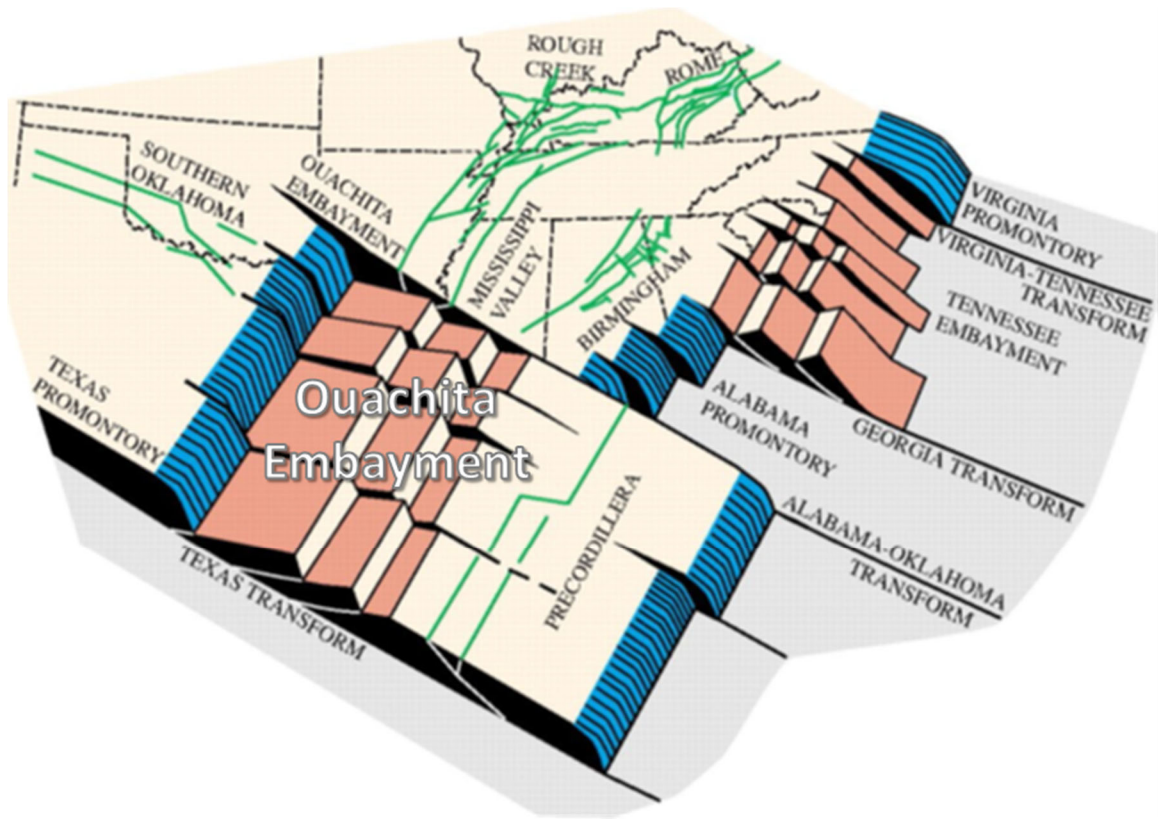 ROUGH
CREEK
ROME
SOUTHERN
OKLAHOMA
OUACHITA
EMBAYMENT
MISSISSIPPI
VALLEY
BIRMINGHAM
VIRGINIA
PROMONTORY
VIRGINIA-TENNESSEE
TRANSFORM
TENNESSEE
EMBAYMENT
TEXAS
PROMONTORY
Ouachita
Embayment
ALABAMA
PROMONTORY
GEORGIA TRANSFORM
PRECORDILLERA
ALABAMA-OKLAHOMA
TRANSFORM
TEXAS TRANSFORM